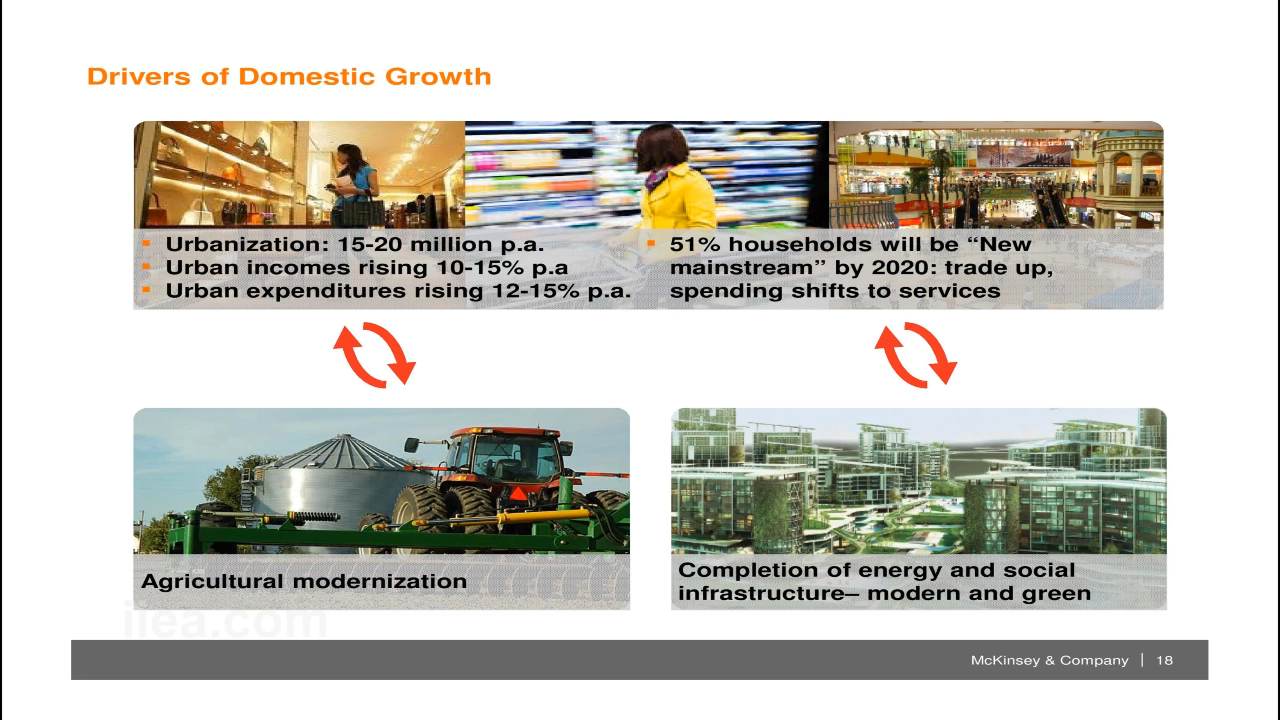 Drivers of Domestic Growth
Urbanization: 15-20 million p.a.
Urban incomes rising 10-15% p.a
Urban expenditures rising 12-15% p.a.
51% households will be “New
mainstream” by 2020: trade up,
spending shifts to services
Agricultural modernization
Completion of energy and social
infrastructure– modern and green
McKinsey & Company | 18